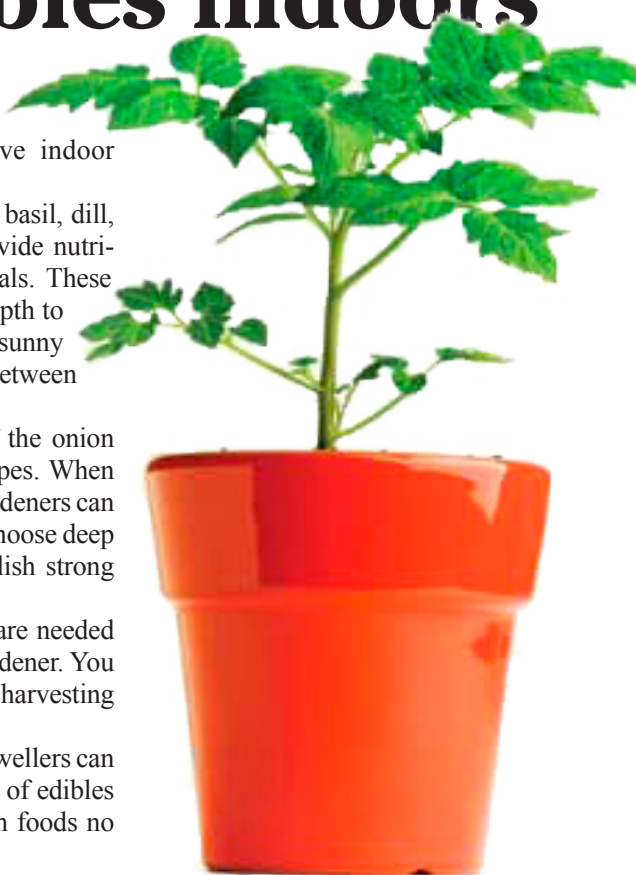 bles indoors
ve indoor
basil, dill,
vide nutri-
als. These
pth to
sunny
etween
the onion
pes. When
deners can
hoose deep
lish strong
are needed
dener. You
harvesting
wellers can
of edibles
n foods no